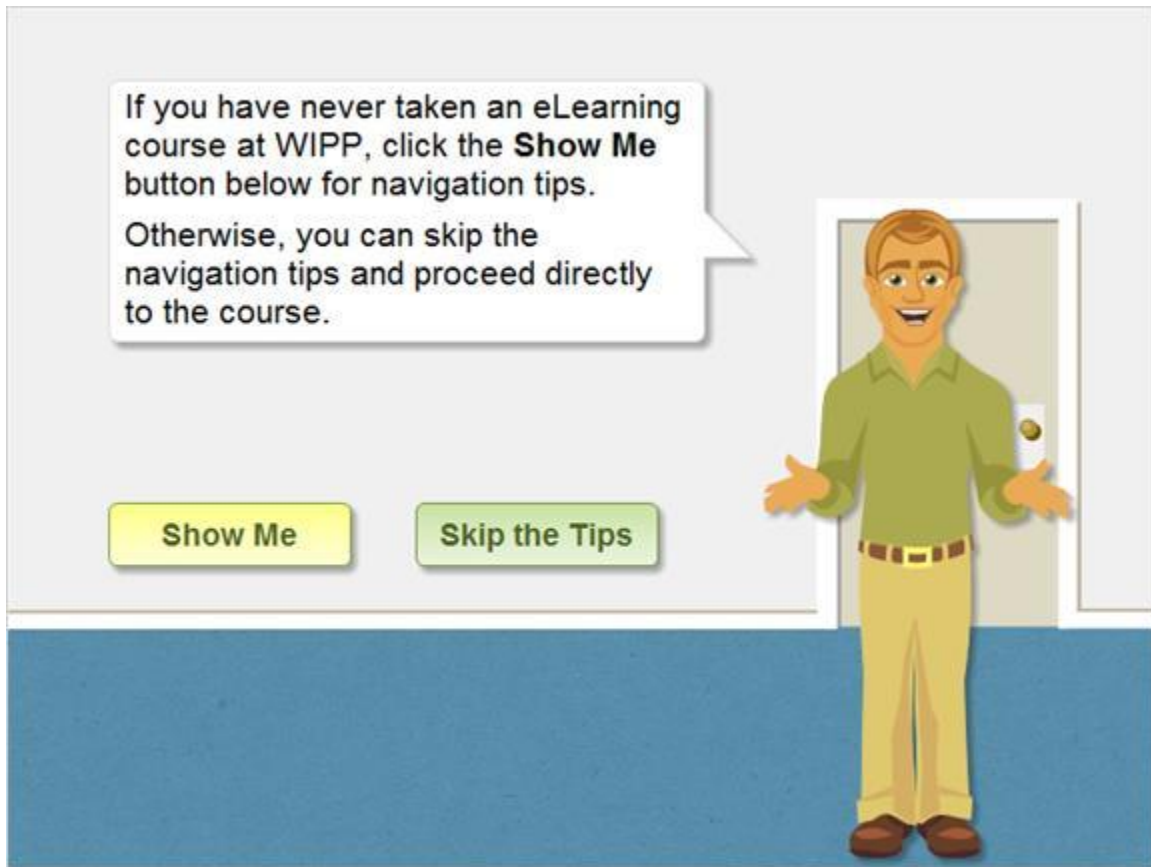 If you have never taken an eLearning
course at WIPP, click the Show Me
button below for navigation tips.
Otherwise, you can skip the
navigation tips and proceed directly
to the course.
Show Me
Skip the Tips